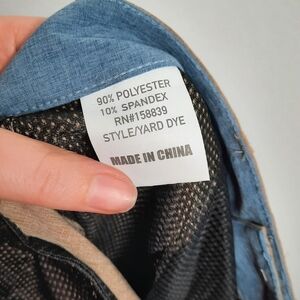 90% POLYESTER
10% SPANDEX
RN#158839
STYLE/YARD DYE
MADE IN CHINA